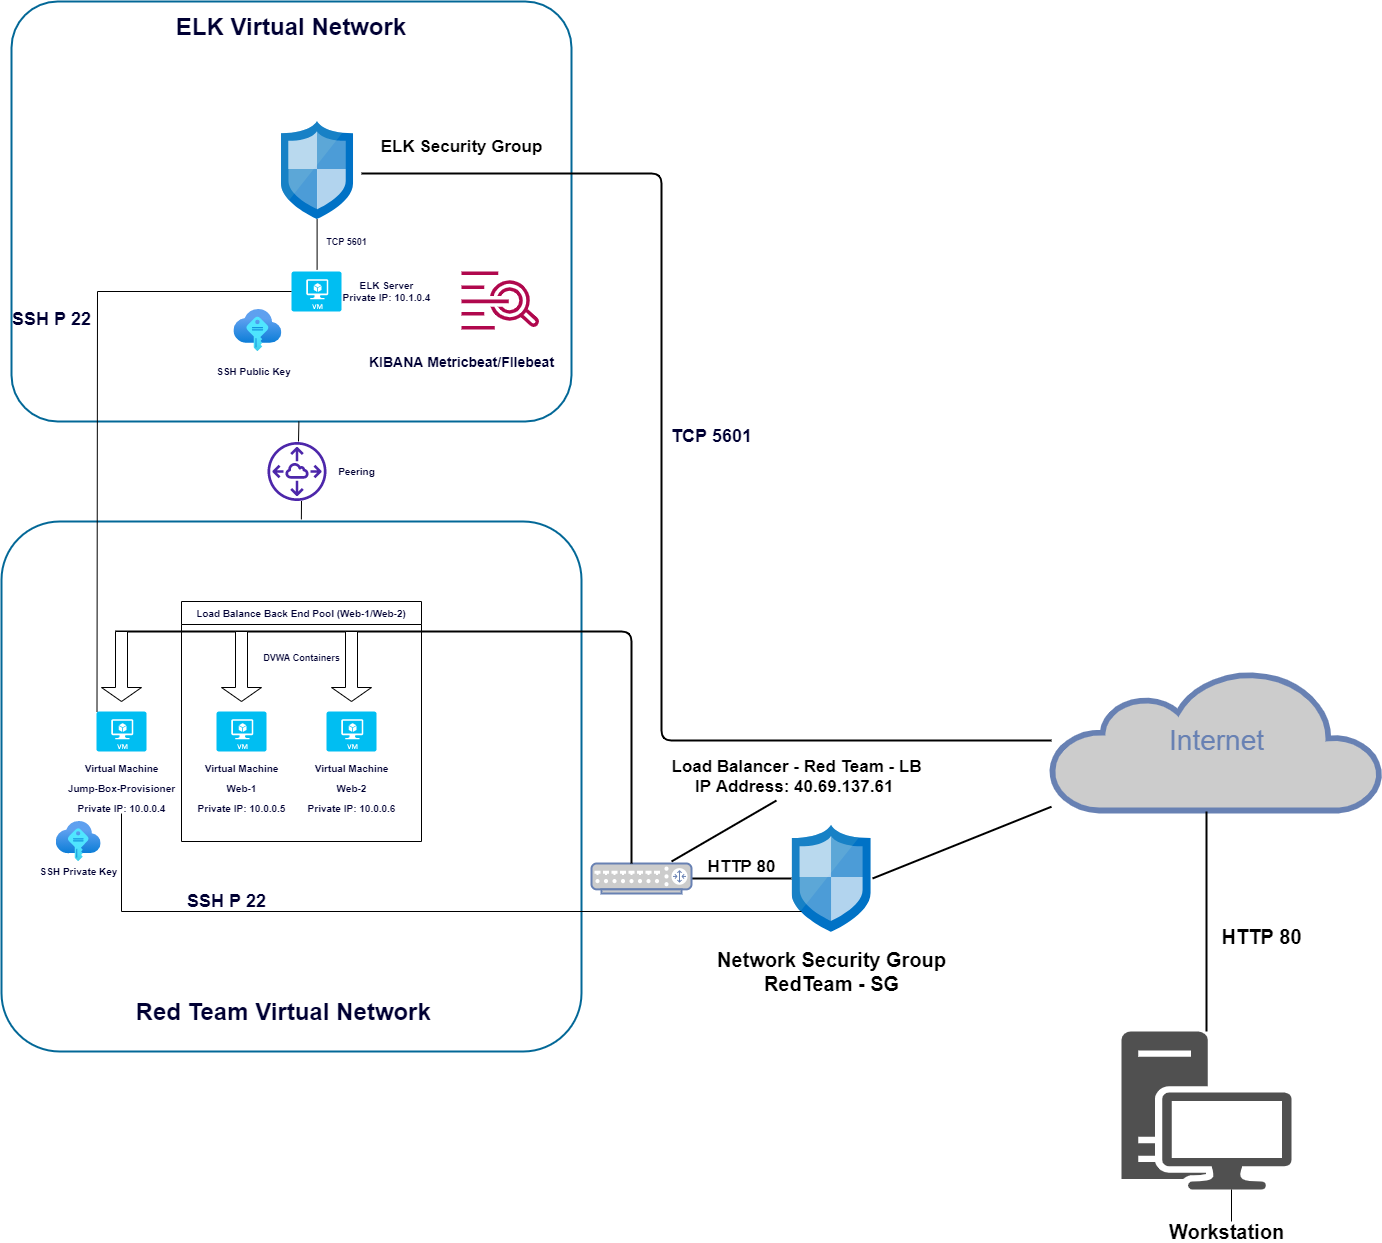 ELK Virtual Network
ELK Security Group
TCP 5601
ELK Server
Private IP: 10.1.0.4
VM
SSH P 22
SSH Public Key
KIBANA Metricbeat/FIlebeat
TCP 5601
Peering
Load Balance Back End Pool (Web-1/Web-2)
DVWA Containers
VM
VM
VM
Virtual Machine
Jump-Box-Provisioner
Private IP: 10.0.0.4
Virtual Machine
Web-1
Private IP: 10.0.0.5
Virtual Machine
Web-2
Private IP: 10.0.0.6
SSH Private Key
SSH P 22
Red Team Virtual Network
Internet
Load Balancer - Red Team - LB
IP Address: 40.69.137.61
HTTP 80
Network Security Group
RedTeam - SG
HTTP 80
Workstation